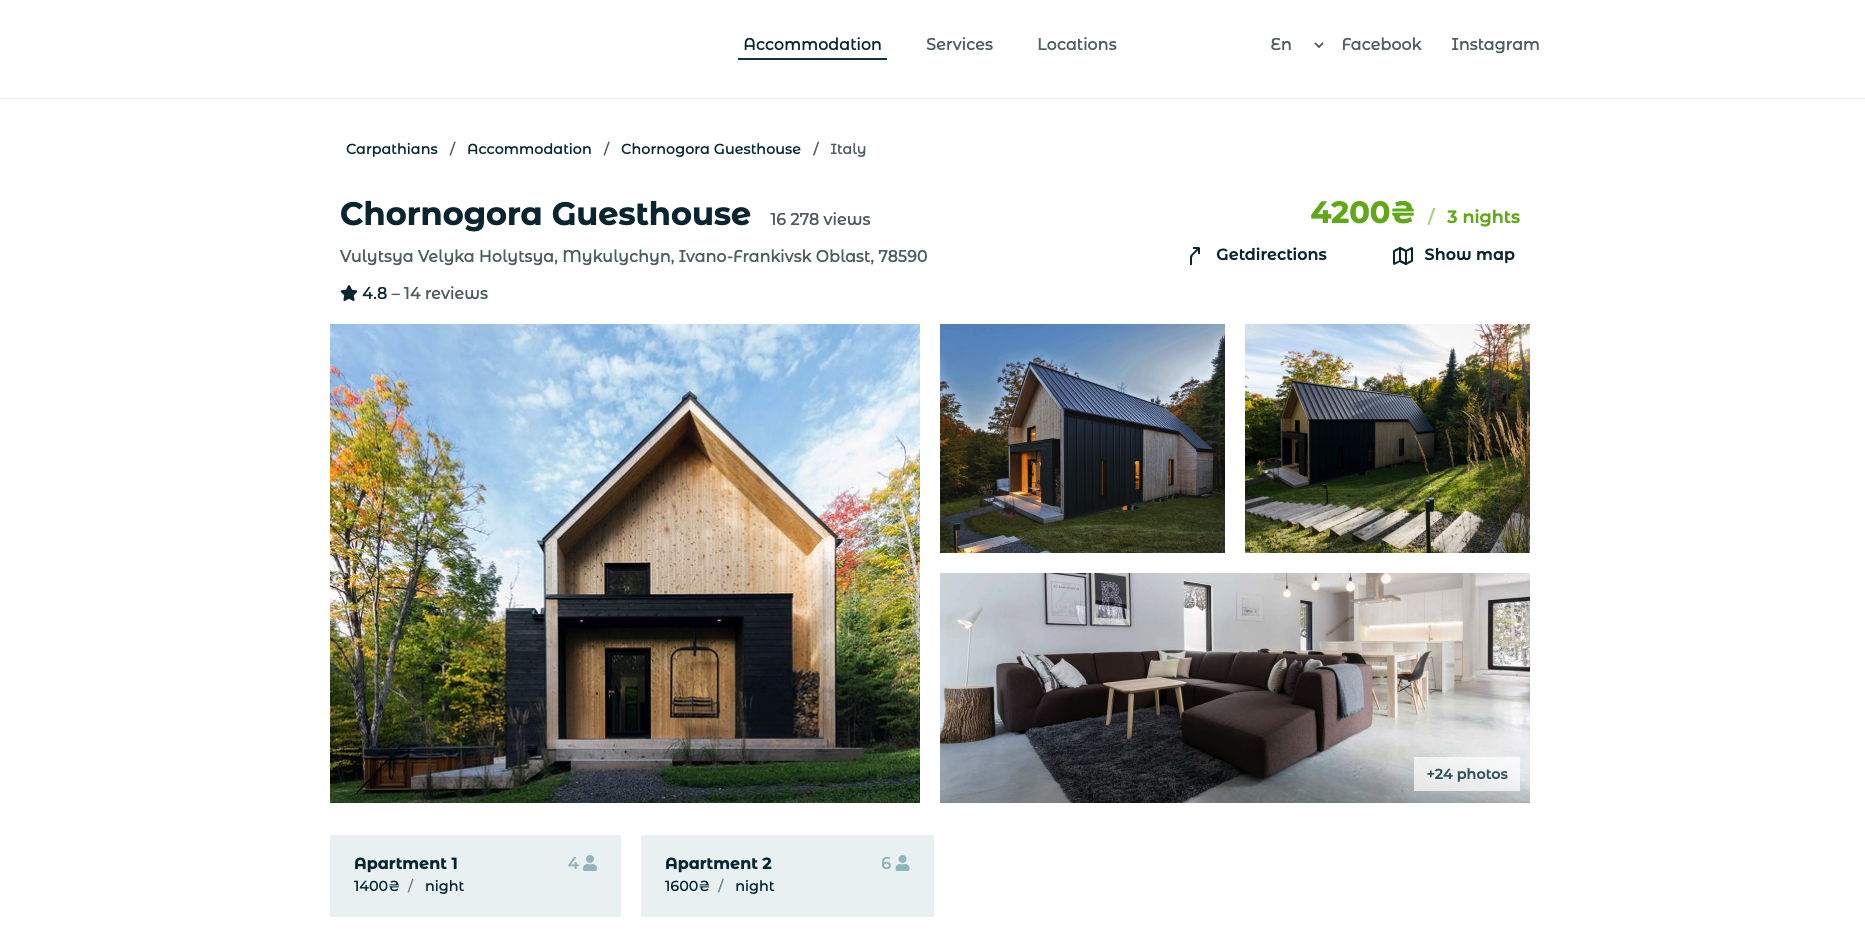 Accommodation Services Locations En Facebook Instagram
Carpathians / Accommodation / Chornogora Guesthouse / Italy
Chornogora Guesthouse 16 278 views 4200₴ / 3 nights
Vulytsya Velyka Holytsya, Mykulychyn, Ivano-Frankivsk Oblast, 78590 Getdirections Show map
4.8 – 14 reviews
R
+24 photos
Apartment 1 4 Apartment 2 6
1400₴ / night 1600₴ / night